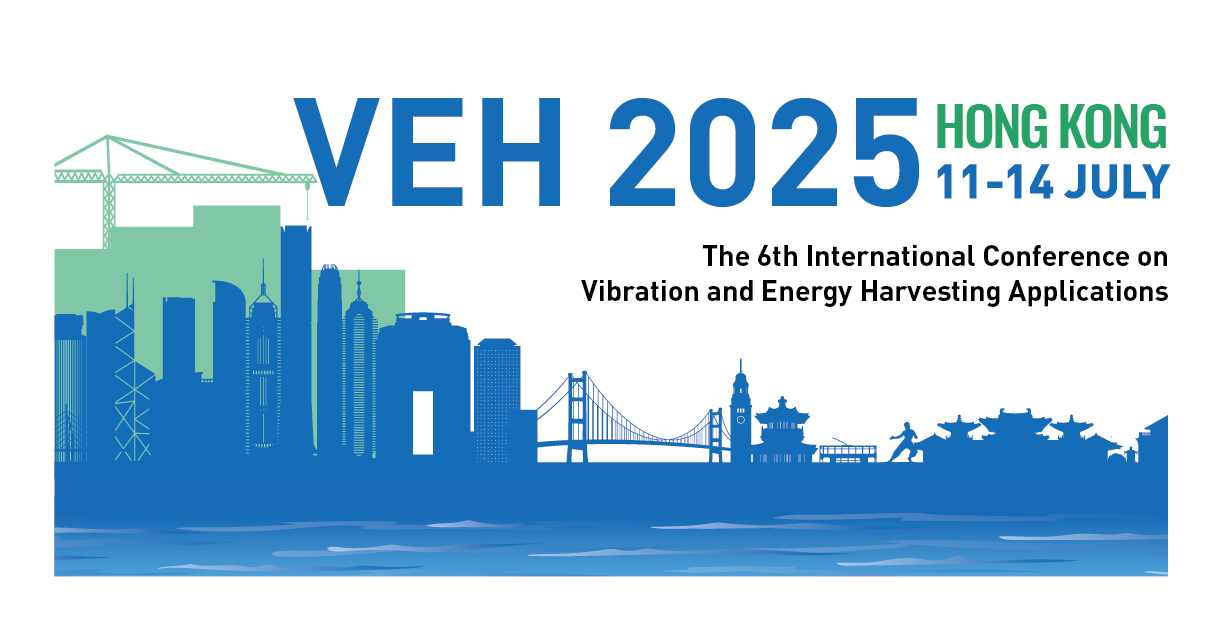 VEH 2025
HONG KONG
11-14 JULY
The 6th International Conference on
Vibration and Energy Harvesting Applications